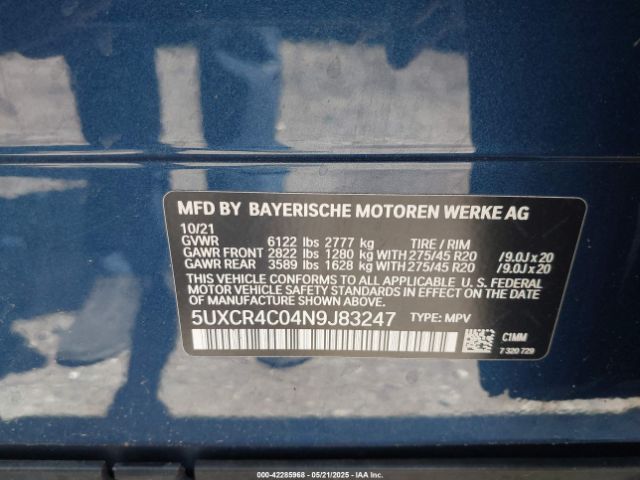 MFD BY BAYERISCHE MOTOREN WERKE AG
10/21
GVWR 6122 lbs 2777 kg TIRE / RIM
GAWR FRONT 2822 lbs 1280 kg WITH 275/45 R20 /9.0J x 20
GAWR REAR 3589 lbs 1628 kg WITH 275/45 R20 /9.0J x 20
THIS VEHICLE CONFORMS TO ALL APPLICABLE U.S. FEDERAL
MOTOR VEHICLE SAFETY STANDARDS IN EFFECT ON THE DATE
OF MANUFACTURE SHOWN ABOVE.
5UXCR4C04N9J83247 TYPE: MPV
C1MM
7 320 729
000-42285968 - 05/21/2025 - IAAI.CA